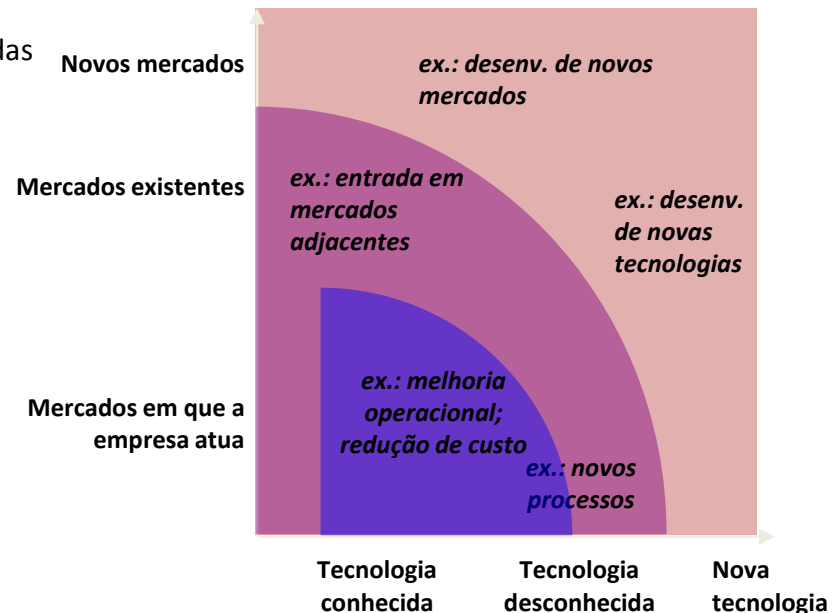 das
Novos mercados
ex.: desenv. de novos
mercados
Mercados existentes
ex.: entrada em
mercados
adjacentes
ex.: desenv.
de novas
tecnologias
Mercados em que a
empresa atua
ex.: melhoria
operacional;
redução de custo
ex.: novos
processos
Tecnologia
conhecida
Tecnologia
desconhecida
Nova
tecnologia